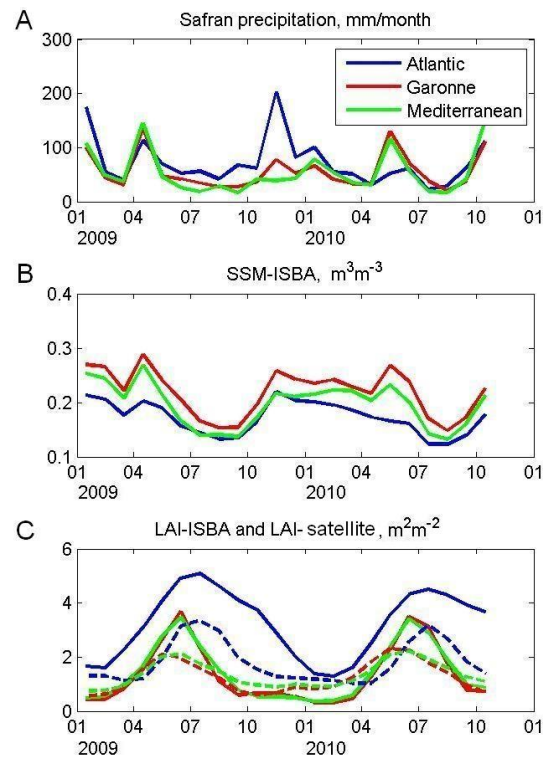 A
Safran precipitation, mm/month
300
200
100
0
Atlantic
Garonne
Mediterranean
01 04 07 10 01 04 07 10 01
2009 2010
B
SSM-ISBA, m³m⁻³
0.4
0.3
0.2
0.1
01 04 07 10 01 04 07 10 01
2009 2010
C
LAI-ISBA and LAI- satellite, m²m⁻²
6
4
2
0
01 04 07 10 01 04 07 10 01
2009 2010